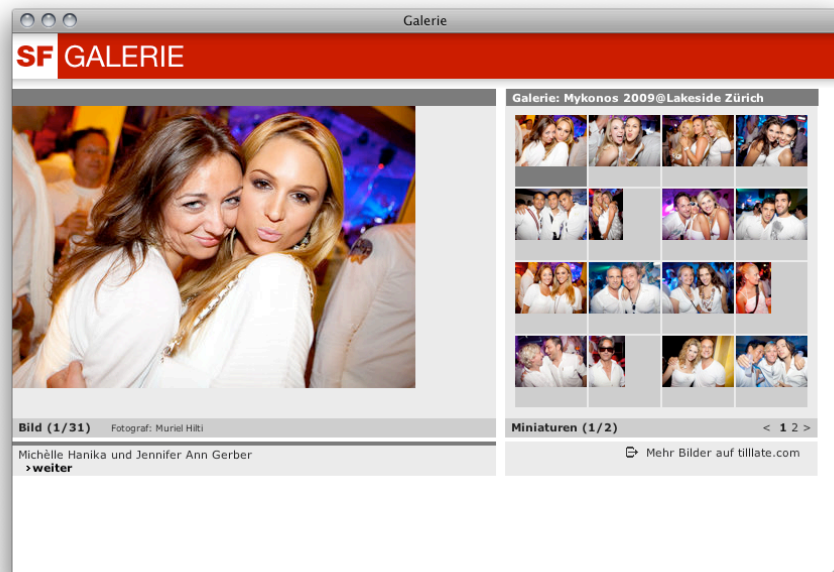 Galerie
SF GALERIE
Galerie: Mykonos 2009@Lakeside Zürich
Bild (1/31) Fotograf: Muriel Hilti
Miniaturen (1/2) < 1 2 >
Michèlle Hanika und Jennifer Ann Gerber
›weiter
Mehr Bilder auf tilllate.com